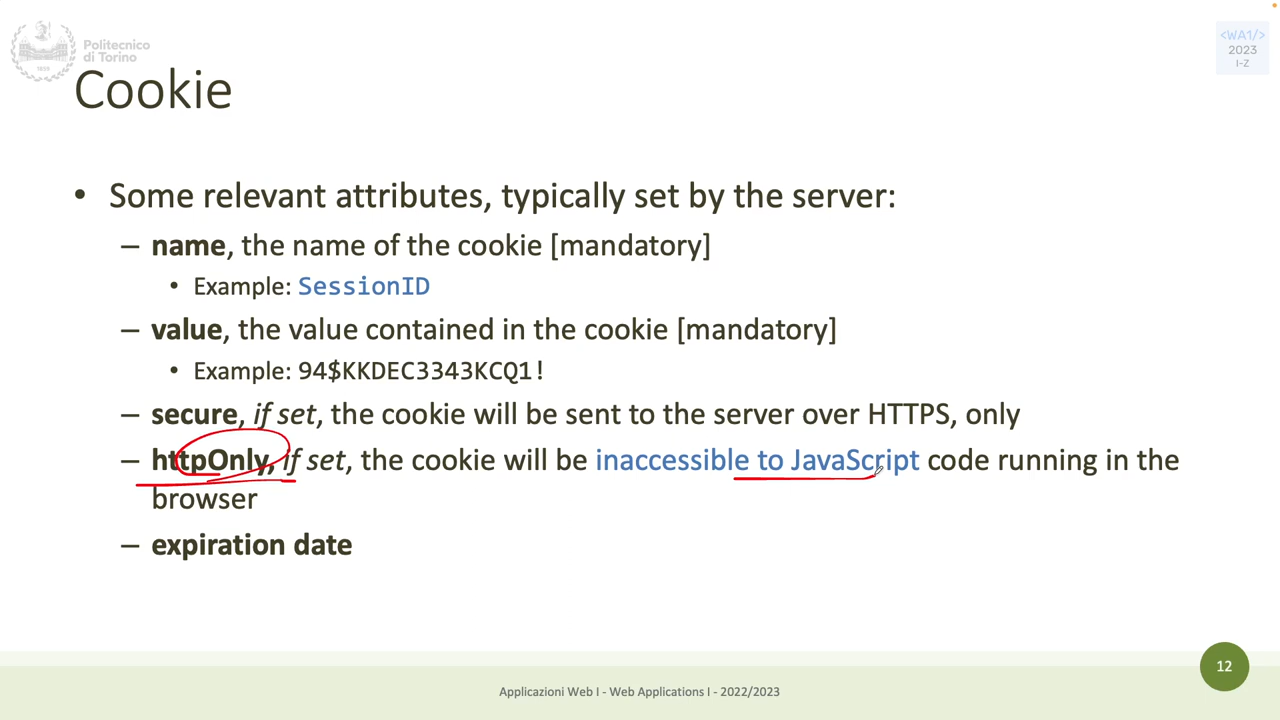 Politecnico
di Torino
1859
<WA1/>
2023
I-Z
Cookie
• Some relevant attributes, typically set by the server:
– name, the name of the cookie [mandatory]
• Example: SessionID
– value, the value contained in the cookie [mandatory]
• Example: 94$KKDEC3343KCQ1!
– secure, if set, the cookie will be sent to the server over HTTPS, only
– httpOnly, if set, the cookie will be inaccessible to JavaScript code running in the
browser
– expiration date
12
Applicazioni Web I - Web Applications I - 2022/2023